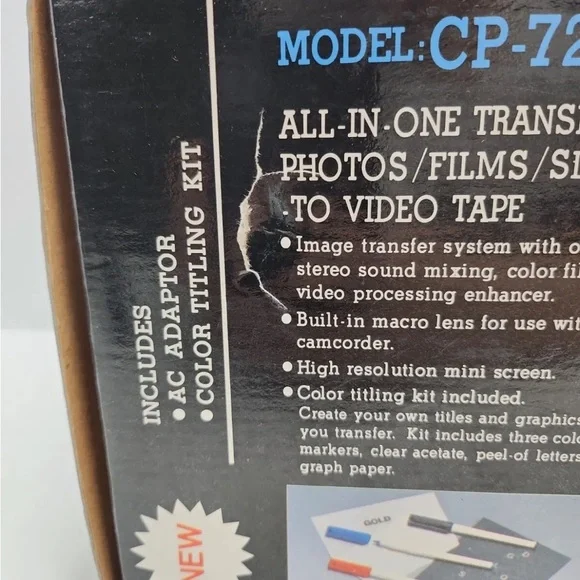 MODEL: CP-72
ALL-IN-ONE TRANS
PHOTOS/FILMS/SL
-TO VIDEO TAPE
• Image transfer system with
stereo sound mixing, color
video processing enhancer.
• Built-in macro lens for use
camcorder.
• High resolution mini screen.
• Color titling kit included.
Create your own titles and graphics
you transfer. Kit includes three
markers, clear acetate, peel-of letters
graph paper.
INCLUDES
• AC ADAPTOR
• COLOR TITLING KIT
NEW
GOLD